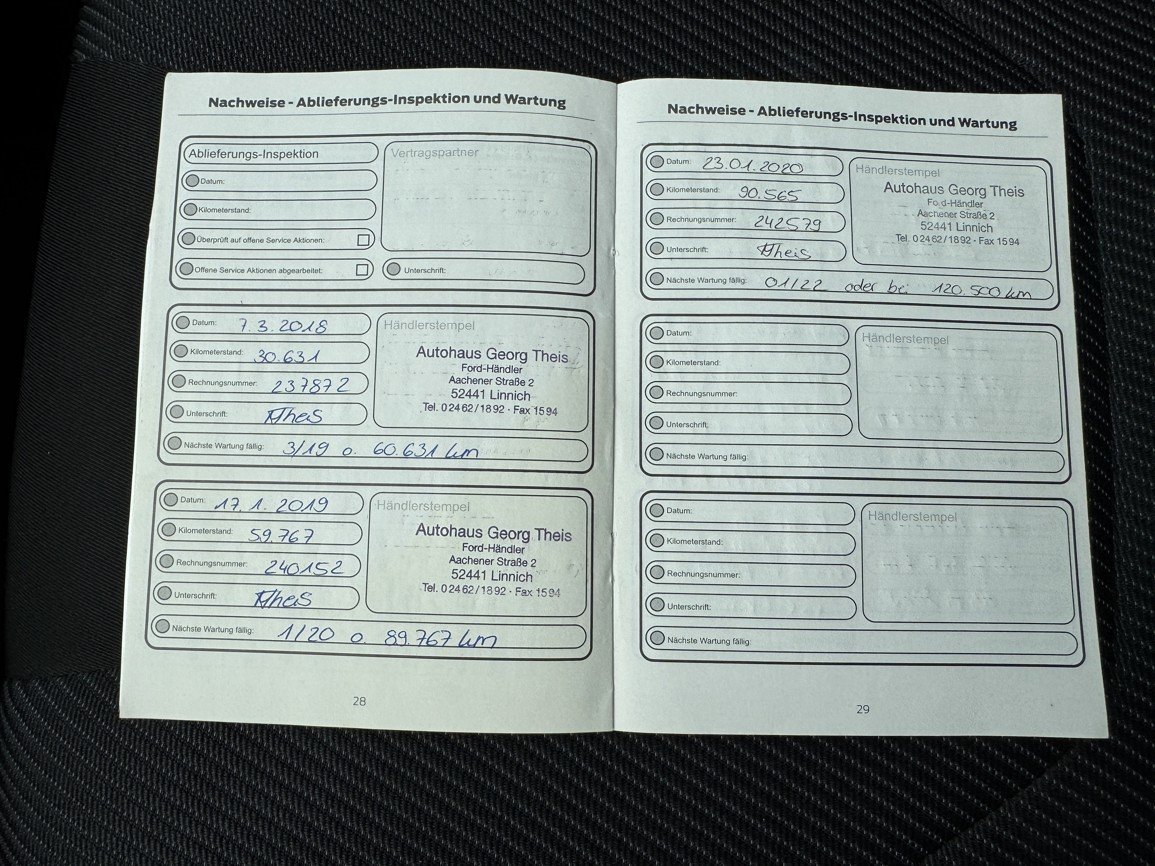 Nachweise - Ablieferungs-Inspektion und Wartung
Ablieferungs-Inspektion
Datum:
Kilometerstand:
Überprüft auf offene Service Aktionen:
Offene Service Aktionen abgearbeitet:
Vertragspartner
Unterschrift:
Datum: 7.3.2018
Kilometerstand: 30.631
Rechnungsnummer: 237872
Unterschrift: Theis
Nächste Wartung fällig: 3/19 o. 60.631 km
Händlerstempel
Autohaus Georg Theis
Ford-Händler
Aachener Straße 2
52441 Linnich
Tel. 02462/1892 · Fax 1594
Datum: 17.1.2019
Kilometerstand: 59.767
Rechnungsnummer: 240152
Unterschrift: Theis
Nächste Wartung fällig: 1/20 o. 89.767 km
Händlerstempel
Autohaus Georg Theis
Ford-Händler
Aachener Straße 2
52441 Linnich
Tel. 02462/1892 · Fax 1594
28
Nachweise - Ablieferungs-Inspektion und Wartung
Datum: 23.01.2020
Kilometerstand: 90.565
Rechnungsnummer: 242579
Unterschrift: Theis
Nächste Wartung fällig: 01/22 oder bei 120.500 km
Händlerstempel
Autohaus Georg Theis
Ford-Händler
Aachener Straße 2
52441 Linnich
Tel. 02462/1892 · Fax 1594
Datum:
Kilometerstand:
Rechnungsnummer:
Unterschrift:
Nächste Wartung fällig:
Händlerstempel
Datum:
Kilometerstand:
Rechnungsnummer:
Unterschrift:
Nächste Wartung fällig:
Händlerstempel
29